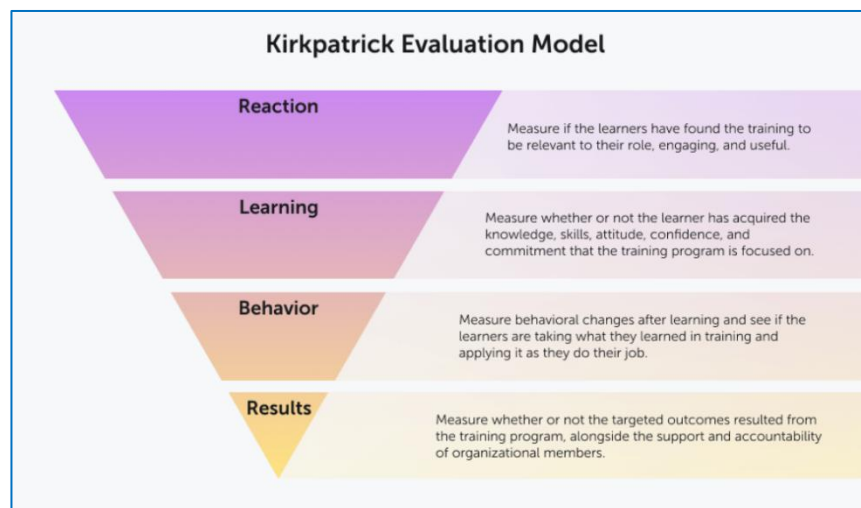 Kirkpatrick Evaluation Model
Reaction
Measure if the learners have found the training to
be relevant to their role, engaging, and useful.
Learning
Measure whether or not the learner has acquired the
knowledge, skills, attitude, confidence, and
commitment that the training program is focused on.
Behavior
Measure behavioral changes after learning and see if the
learners are taking what they learned in training and
applying it as they do their job.
Results
Measure whether or not the targeted outcomes resulted from
the training program, alongside the support and accountability
of organizational members.